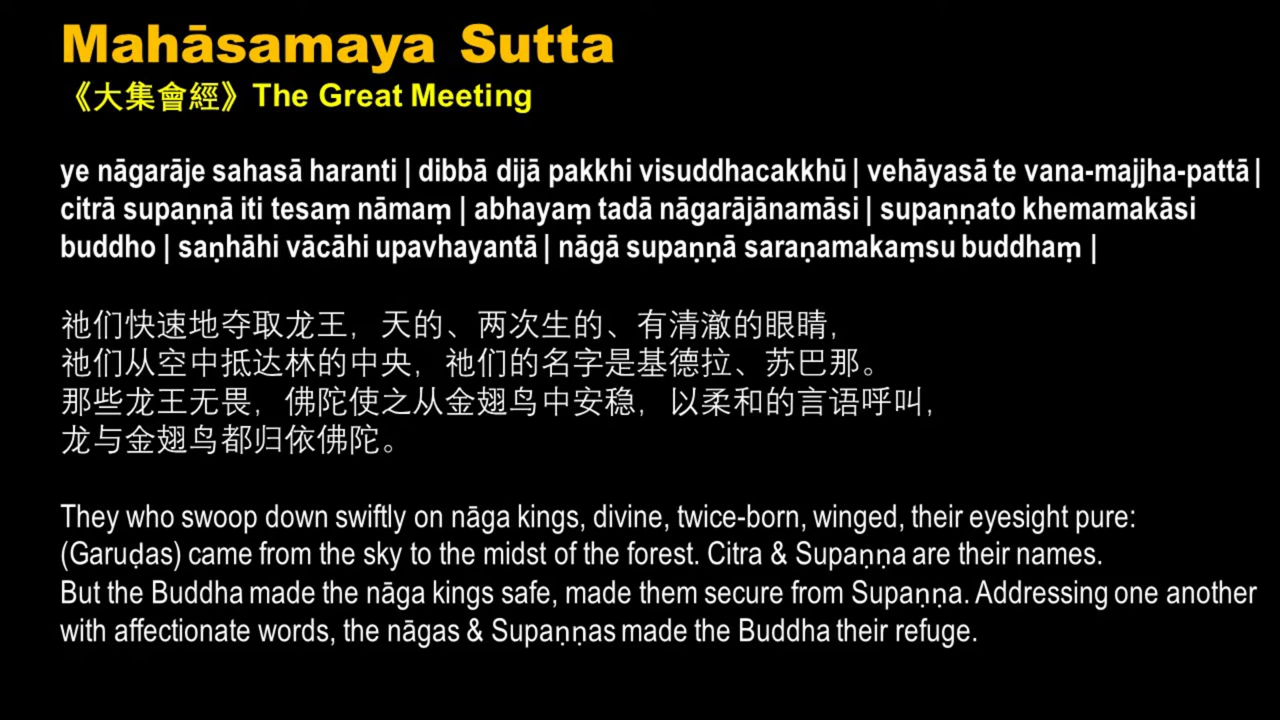 Mahāsamaya Sutta
《大集會經》The Great Meeting
ye nāgarāje sahasā haranti | dibbā dijā pakkhi visuddhacakkhū | vehāyasā te vana-majjha-pattā |
citrā supaṇṇā iti tesaṃ nāmaṃ | abhayaṃ tadā nāgarājānamāsi | supaṇṇato khemamakāsi
buddho | saṇhāhi vācāhi upavhayantā | nāgā supaṇṇā saraṇamakaṃsu buddhaṃ |
祂们快速地夺取龙王，天的、两次生的、有清澈的眼睛，
祂们从空中抵达林的中央，祂们的名字是基德拉、苏巴那。
那些龙王无畏，佛陀使之从金翅鸟中安稳，以柔和的言语呼叫，
龙与金翅鸟都归依佛陀。
They who swoop down swiftly on nāga kings, divine, twice-born, winged, their eyesight pure:
(Garuḍas) came from the sky to the midst of the forest. Citra & Supaṇṇa are their names.
But the Buddha made the nāga kings safe, made them secure from Supaṇṇa. Addressing one another
with affectionate words, the nāgas & Supaṇṇas made the Buddha their refuge.